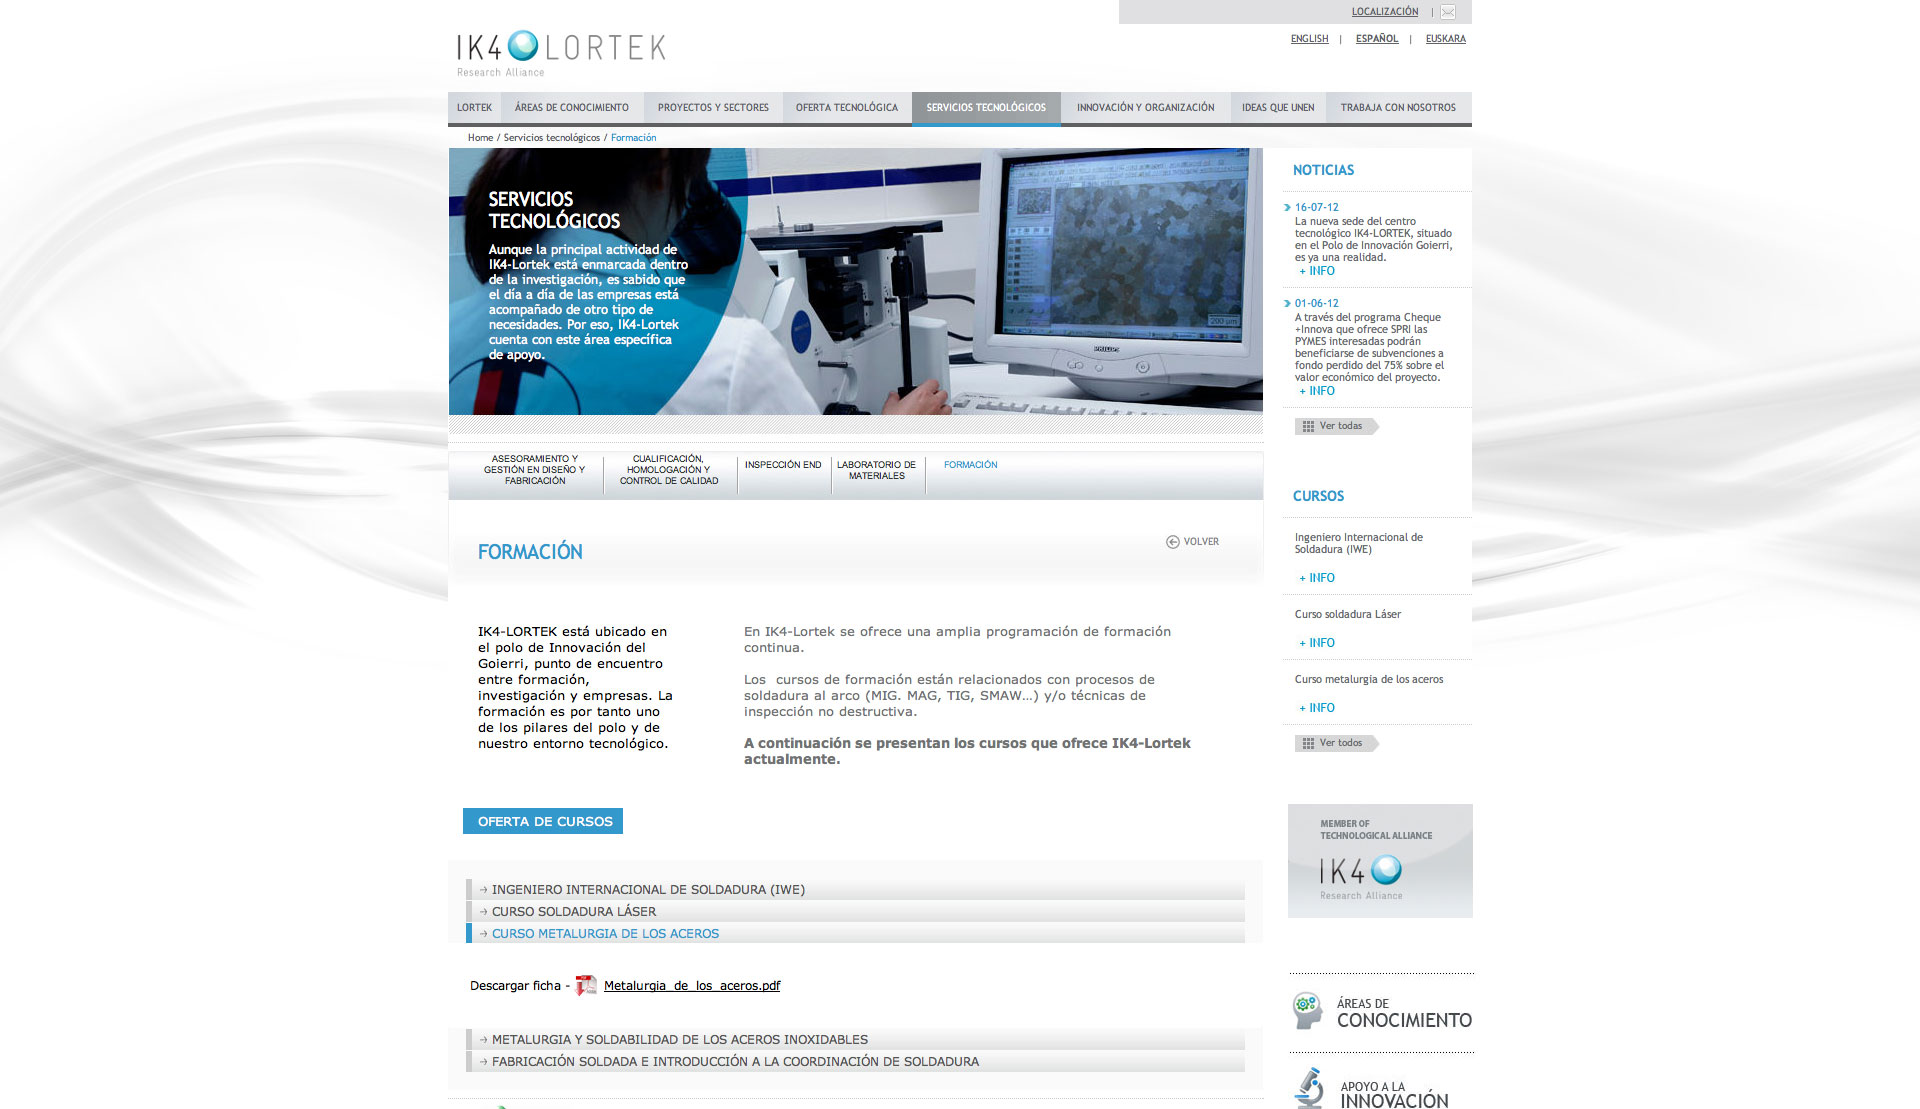 LOCALIZACIÓN |
ENGLISH | ESPAÑOL | EUSKARA
IK4 LORTEK
Research Alliance
LORTEK ÁREAS DE CONOCIMIENTO PROYECTOS Y SECTORES OFERTA TECNOLÓGICA SERVICIOS TECNOLÓGICOS INNOVACIÓN Y ORGANIZACIÓN IDEAS QUE UNEN TRABAJA CON NOSOTROS
Home / Servicios tecnológicos / Formación
SERVICIOS
TECNOLÓGICOS
Aunque la principal actividad de
IK4-Lortek está enmarcada dentro
de la investigación, es sabido que
el día a día de las empresas está
acompañado de otro tipo de
necesidades. Por eso, IK4-Lortek
cuenta con este área específica
de apoyo.
200 µm
PHILIPS
ASESORAMIENTO Y
GESTIÓN EN DISEÑO Y
FABRICACIÓN
CUALIFICACIÓN,
HOMOLOGACIÓN Y
CONTROL DE CALIDAD
INSPECCIÓN END
LABORATORIO DE
MATERIALES
FORMACIÓN
FORMACIÓN
VOLVER
IK4-LORTEK está ubicado en
el polo de Innovación del
Goierri, punto de encuentro
entre formación,
investigación y empresas. La
formación es por tanto uno
de los pilares del polo y de
nuestro entorno tecnológico.
En IK4-Lortek se ofrece una amplia programación de formación
continua.
Los cursos de formación están relacionados con procesos de
soldadura al arco (MIG. MAG, TIG, SMAW...) y/o técnicas de
inspección no destructiva.
A continuación se presentan los cursos que ofrece IK4-Lortek
actualmente.
OFERTA DE CURSOS
INGENIERO INTERNACIONAL DE SOLDADURA (IWE)
CURSO SOLDADURA LÁSER
CURSO METALURGIA DE LOS ACEROS
Descargar ficha - Metalurgia_de_los_aceros.pdf
METALURGIA Y SOLDABILIDAD DE LOS ACEROS INOXIDABLES
FABRICACIÓN SOLDADA E INTRODUCCIÓN A LA COORDINACIÓN DE SOLDADURA
NOTICIAS
16-07-12
La nueva sede del centro
tecnológico IK4-LORTEK, situado
en el Polo de Innovación Goierri,
es ya una realidad.
+ INFO
01-06-12
A través del programa Cheque
+Innova que ofrece SPRI las
PYMES interesadas podrán
beneficiarse de subvenciones a
fondo perdido del 75% sobre el
valor económico del proyecto.
+ INFO
Ver todas
CURSOS
Ingeniero Internacional de
Soldadura (IWE)
+ INFO
Curso soldadura Láser
+ INFO
Curso metalurgia de los aceros
+ INFO
Ver todos
MEMBER OF
TECHNOLOGICAL ALLIANCE
IK4
Research Alliance
ÁREAS DE
CONOCIMIENTO
APOYO A LA
INNOVACIÓN